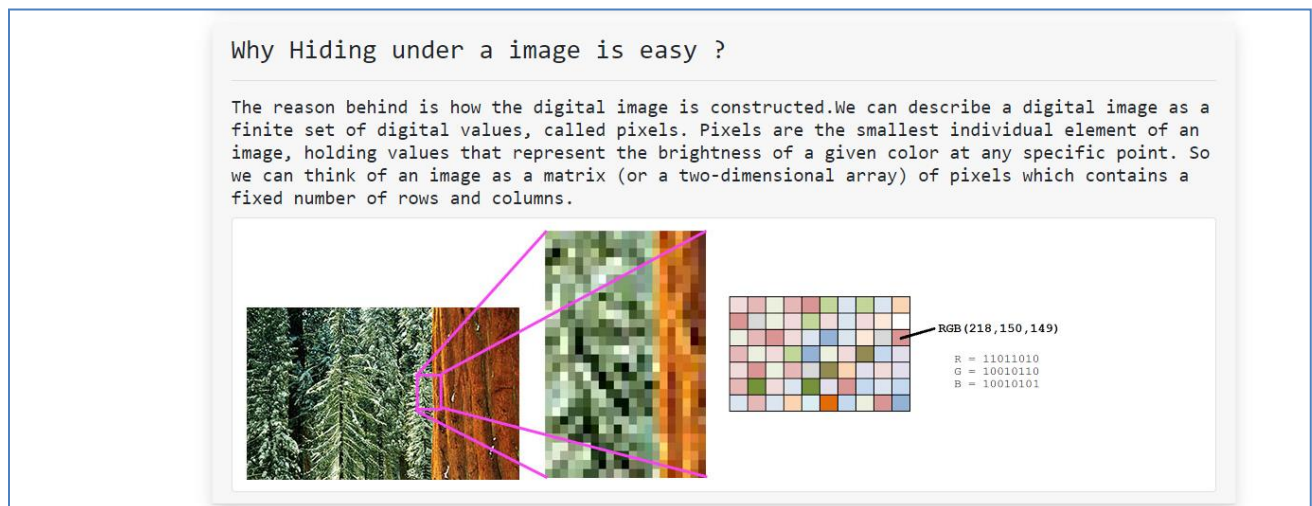 Why Hiding under a image is easy ?
The reason behind is how the digital image is constructed.We can describe a digital image as a
finite set of digital values, called pixels. Pixels are the smallest individual element of an
image, holding values that represent the brightness of a given color at any specific point. So
we can think of an image as a matrix (or a two-dimensional array) of pixels which contains a
fixed number of rows and columns.
RGB(218,150,149)
R = 11011010
G = 10010110
B = 10010101